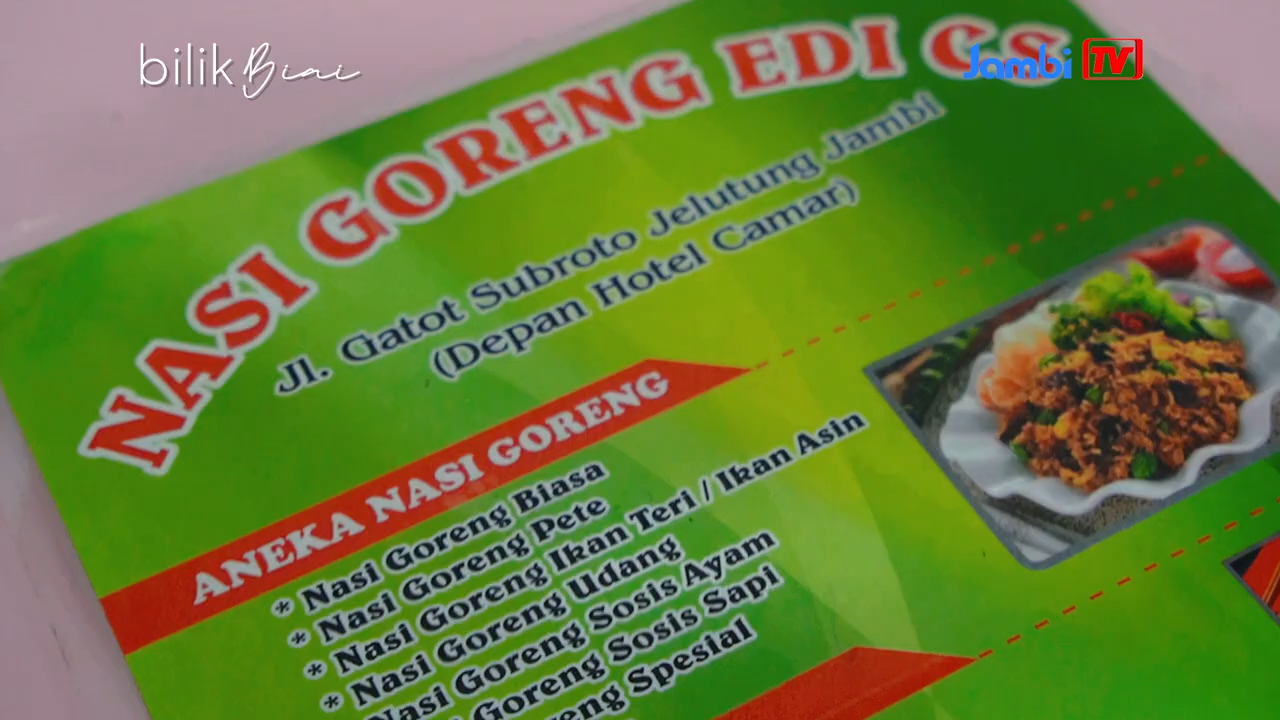 bilik Biai
Jambi TV
NASI GORENG EDI CS
Jl. Gatot Subroto Jelutung Jambi
(Depan Hotel Camar)
ANEKA NASI GORENG
* Nasi Goreng Biasa
* Nasi Goreng Pete
* Nasi Goreng Ikan Teri / Ikan Asin
* Nasi Goreng Udang
Nasi Goreng Sosis Ayam
Goreng Sosis Sapi
Spesial